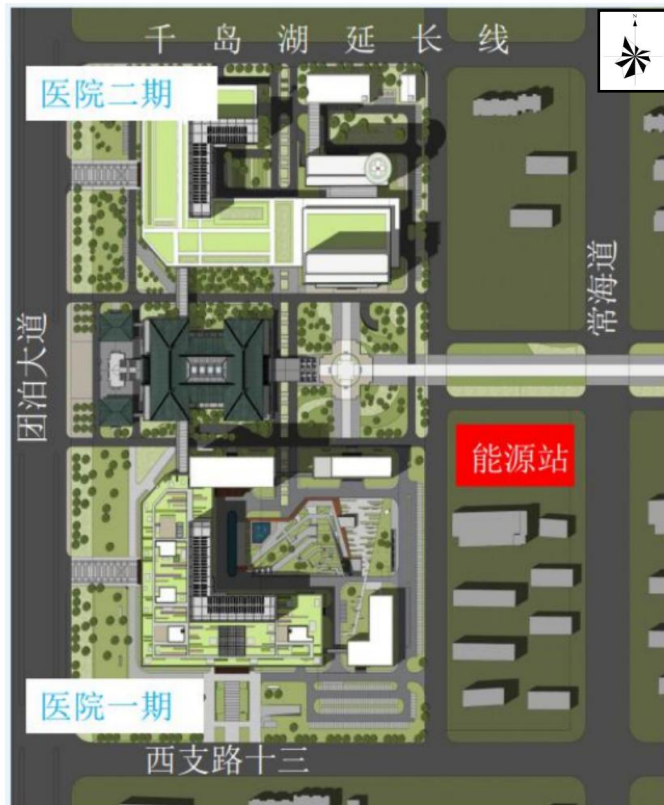 千岛湖延长线
医院二期
常海道
团泊大道
能源站
医院一期
西支路十三